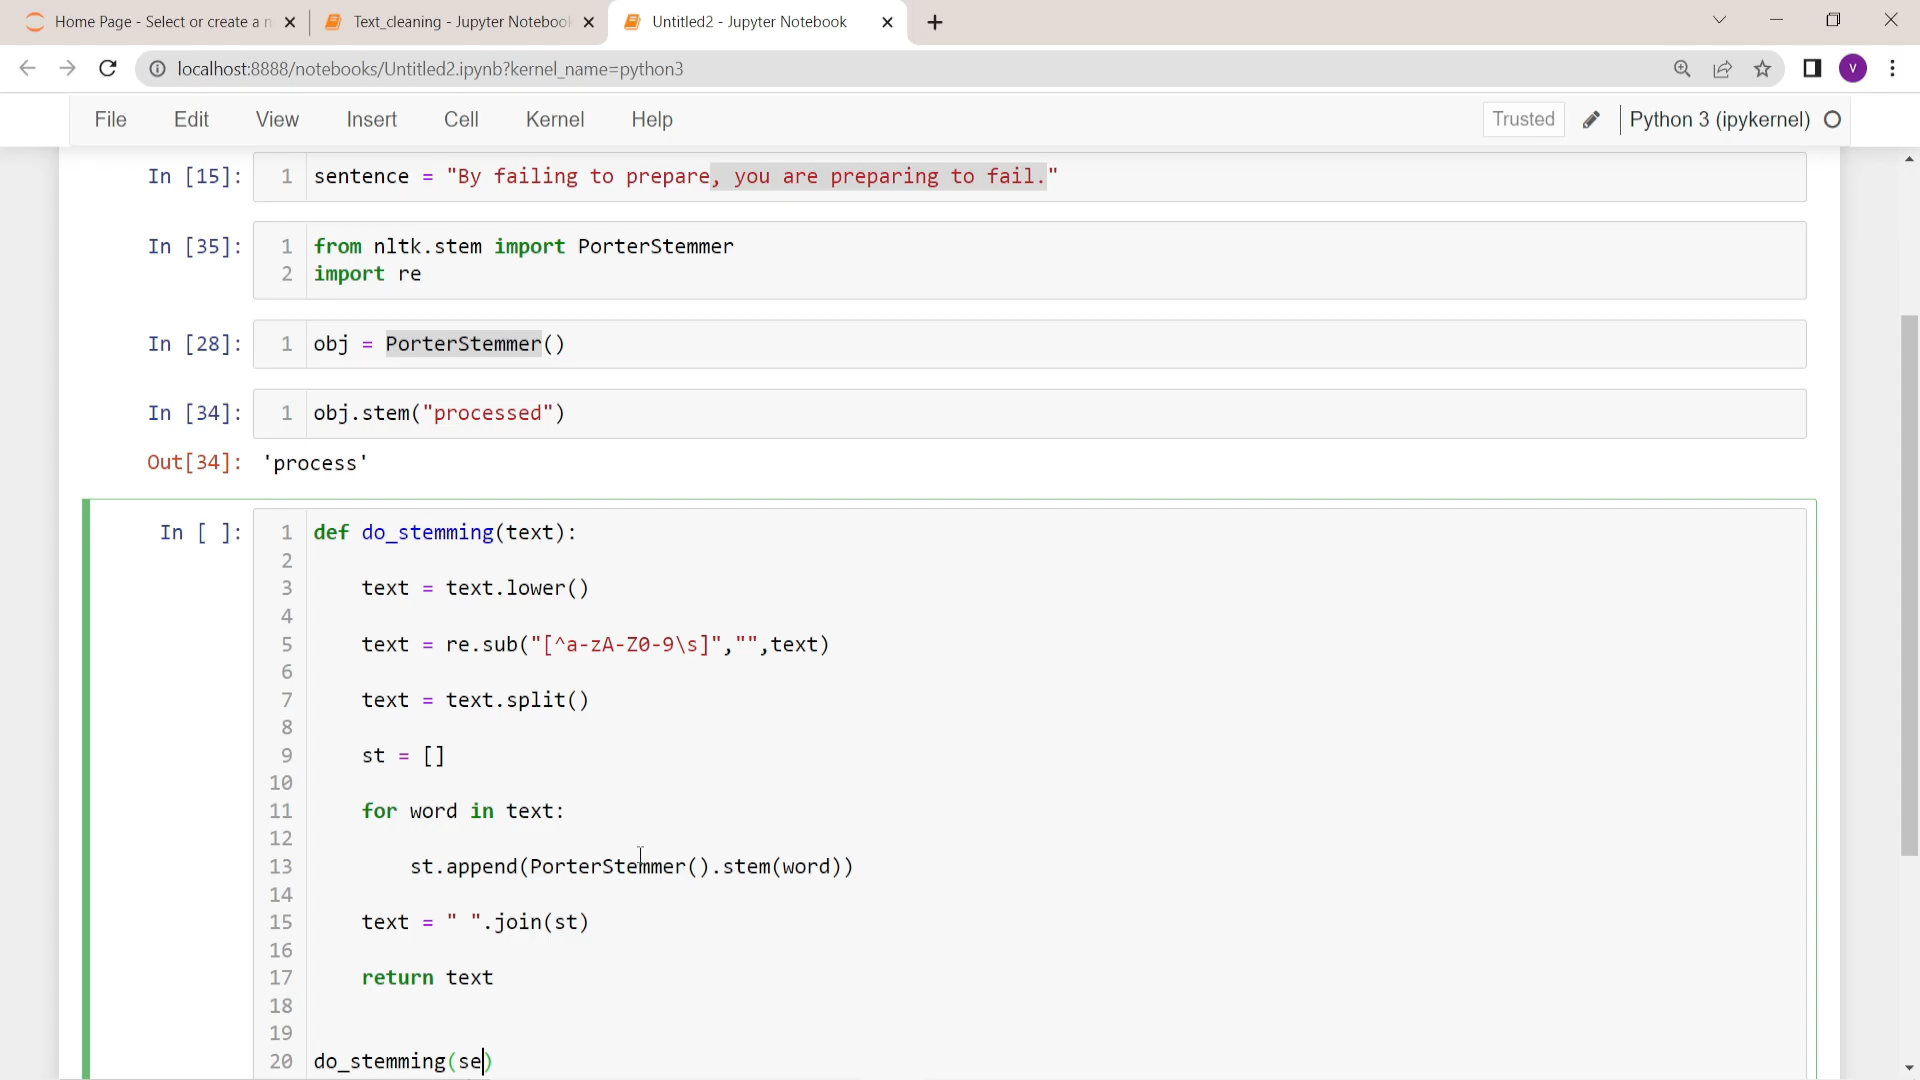 Home Page - Select or create a n
Text_cleaning - Jupyter Notebook
Untitled2 - Jupyter Notebook
localhost:8888/notebooks/Untitled2.ipynb?kernel_name=python3
V
File Edit View Insert Cell Kernel Help
Trusted
Python 3 (ipykernel)
In [15]: 1 sentence = "By failing to prepare, you are preparing to fail."
In [35]: 1 from nltk.stem import PorterStemmer
2 import re
In [28]: 1 obj = PorterStemmer()
In [34]: 1 obj.stem("processed")
Out[34]: 'process'
In [ ]: 1 def do_stemming(text):
2
3 text = text.lower()
4
5 text = re.sub("[^a-zA-Z0-9\s]","",text)
6
7 text = text.split()
8
9 st = []
10
11 for word in text:
12
13 st.append(PorterStemmer().stem(word))
14
15 text = " ".join(st)
16
17 return text
18
19
20 do_stemming(se)